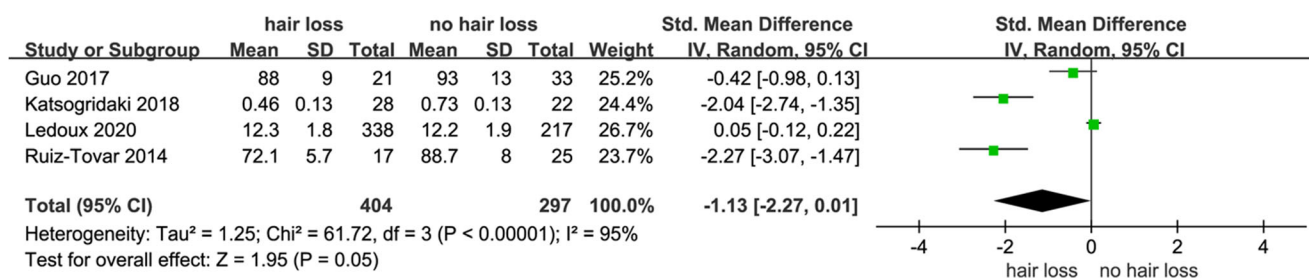 hair loss no hair loss Std. Mean Difference Std. Mean Difference
Study or Subgroup Mean SD Total Mean SD Total Weight IV, Random, 95% CI IV, Random, 95% CI
Guo 2017 88 9 21 93 13 33 25.2% -0.42 [-0.98, 0.13]
Katsogridaki 2018 0.46 0.13 28 0.73 0.13 22 24.4% -2.04 [-2.74, -1.35]
Ledoux 2020 12.3 1.8 338 12.2 1.9 217 26.7% 0.05 [-0.12, 0.22]
Ruiz-Tovar 2014 72.1 5.7 17 88.7 8 25 23.7% -2.27 [-3.07, -1.47]
Total (95% CI) 404 297 100.0% -1.13 [-2.27, 0.01]
Heterogeneity: Tau² = 1.25; Chi² = 61.72, df = 3 (P < 0.00001); I² = 95%
Test for overall effect: Z = 1.95 (P = 0.05)
-4 -2 0 2 4
hair loss no hair loss